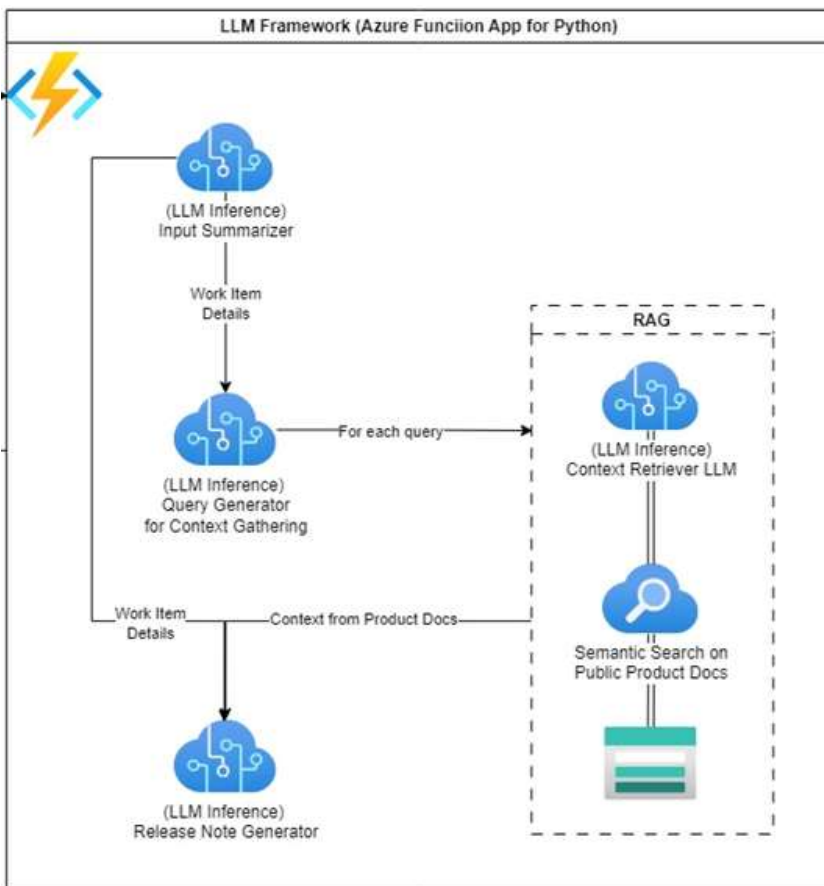 LLM Framework (Azure Funciion App for Python)
(LLM Inference)
Input Summarizer
Work Item
Details
RAG
(LLM Inference)
Query Generator
for Context Gathering
For each query
(LLM Inference)
Context Retriever LLM
Semantic Search on
Public Product Docs
Work Item
Details
Context from Product Docs
(LLM Inference)
Release Note Generator